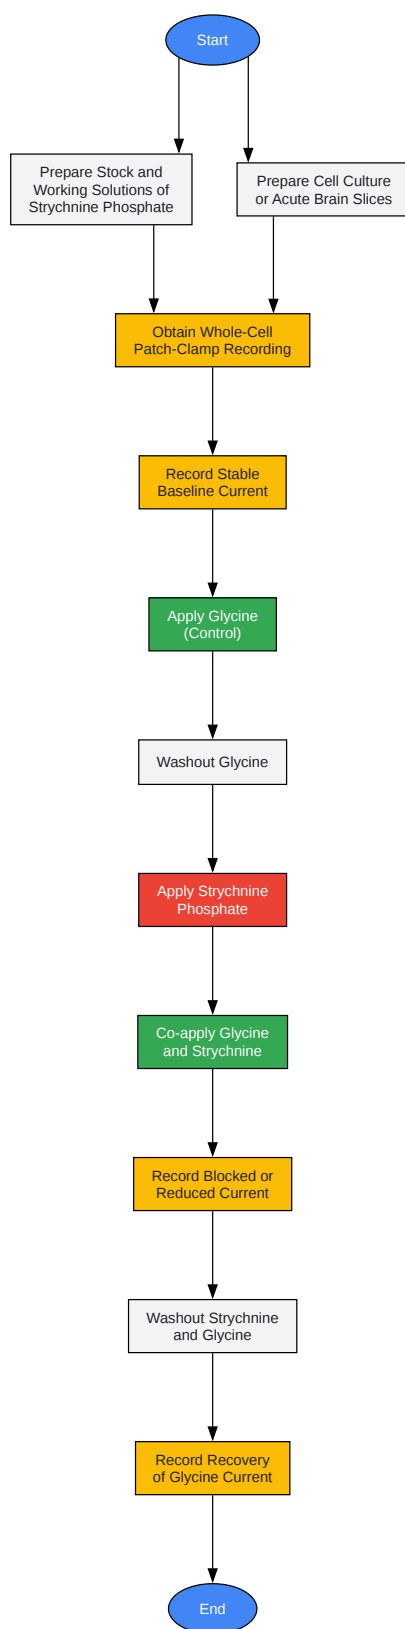 Start
Prepare Stock and
Working Solutions of
Strychnine Phosphate
Prepare Cell Culture
or Acute Brain Slices
Obtain Whole-Cell
Patch-Clamp Recording
Record Stable
Baseline Current
Apply Glycine
(Control)
Washout Glycine
Apply Strychnine
Phosphate
Co-apply Glycine
and Strychnine
Record Blocked or
Reduced Current
Washout Strychnine
and Glycine
Record Recovery
of Glycine Current
End